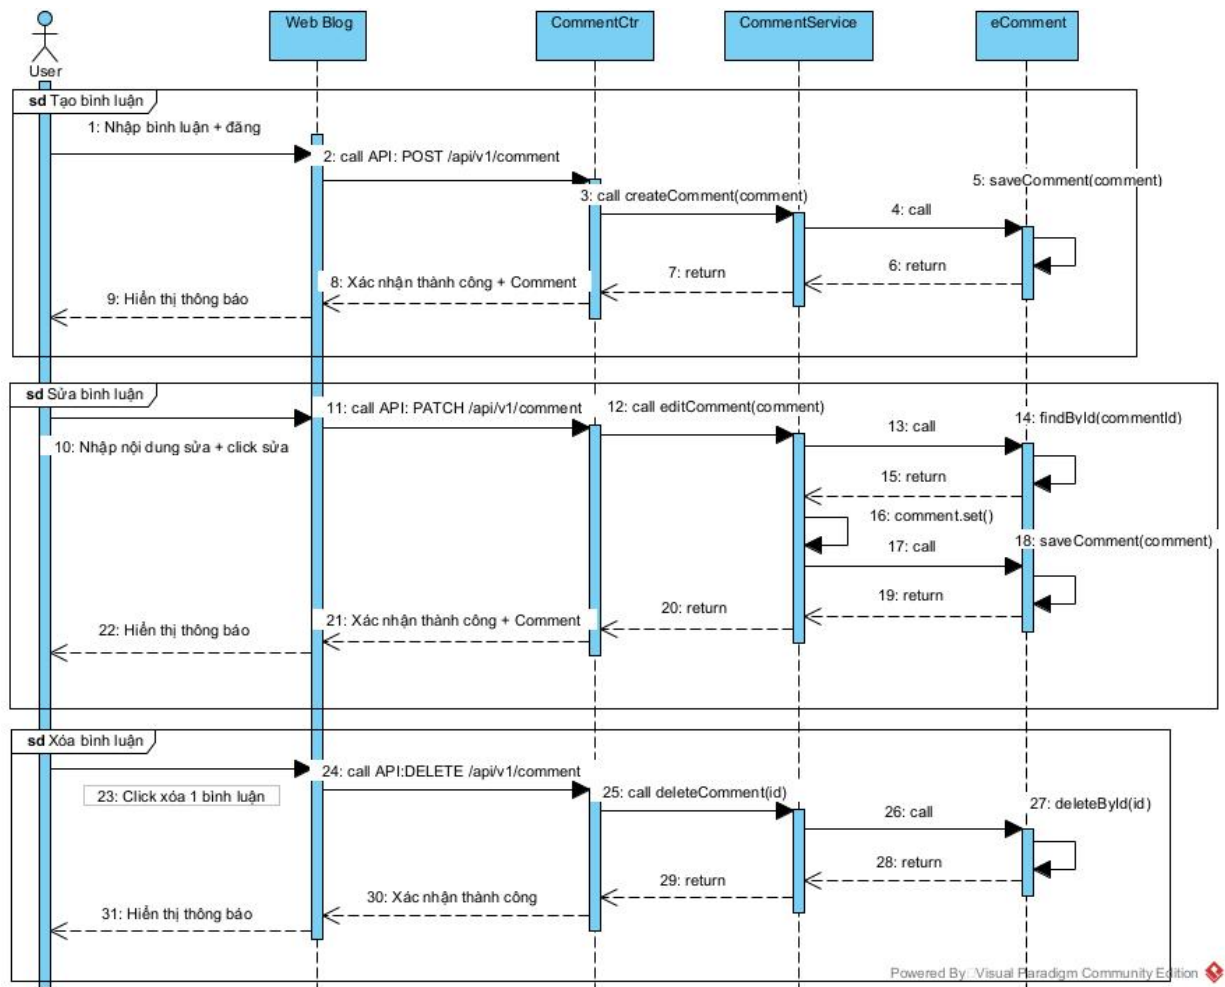 Web Blog
CommentCtr
CommentService
eComment
User
sd Tạo bình luận
1: Nhập bình luận + đăng
2: call API: POST /api/v1/comment
3: call createComment(comment)
4: call
5: saveComment(comment)
6: return
7: return
8: Xác nhận thành công + Comment
9: Hiển thị thông báo
sd Sửa bình luận
10: Nhập nội dung sửa + click sửa
11: call API: PATCH /api/v1/comment
12: call editComment(comment)
13: call
14: findById(commentId)
15: return
16: comment.set()
17: call
18: saveComment(comment)
19: return
20: return
21: Xác nhận thành công + Comment
22: Hiển thị thông báo
sd Xóa bình luận
23: Click xóa 1 bình luận
24: call API:DELETE /api/v1/comment
25: call deleteComment(id)
26: call
27: deleteById(id)
28: return
29: return
30: Xác nhận thành công
31: Hiển thị thông báo
Powered By Visual Paradigm Community Edition